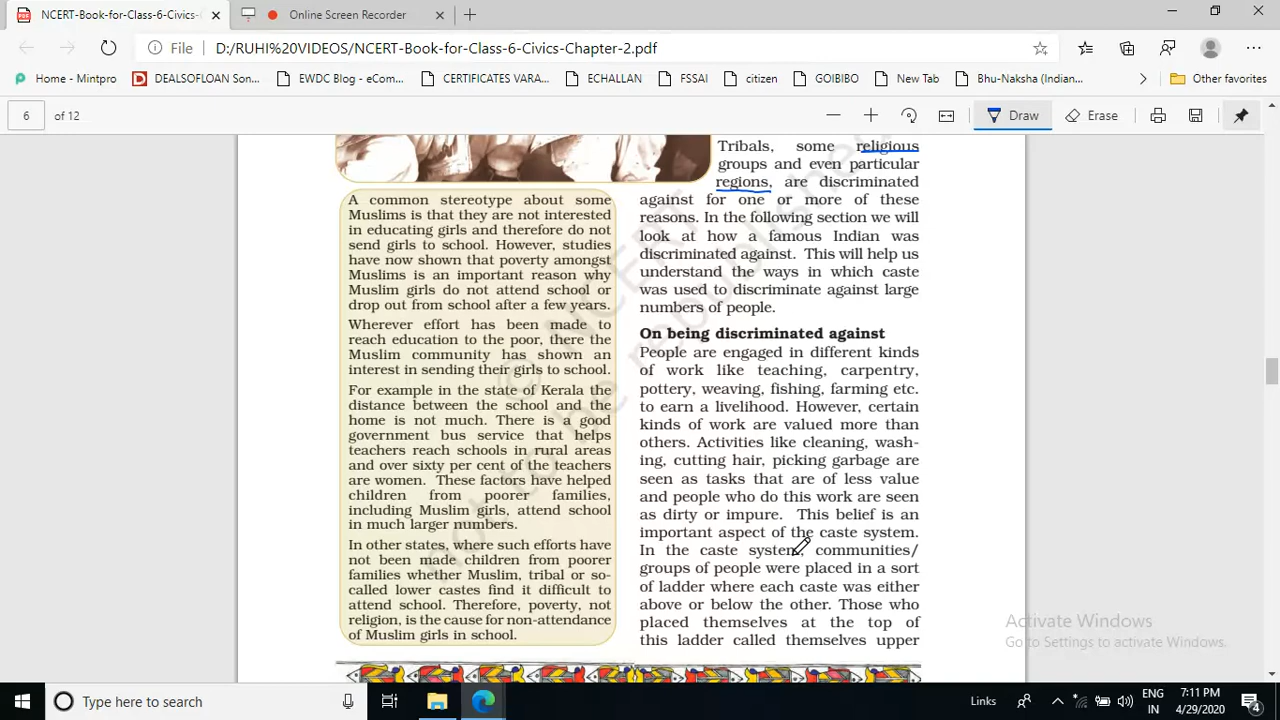 NCERT-Book-for-Class-6-Civics-C
Online Screen Recorder
File
D:/RUHI%20VIDEOS/NCERT-Book-for-Class-6-Civics-Chapter-2.pdf
Home - Mintpro
DEALSOFLOAN Son...
EWDC Blog - eCom...
CERTIFICATES VARA...
ECHALLAN
FSSAI
citizen
GOIBIBO
New Tab
Bhu-Naksha (Indian...
Other favorites
6 of 12
Draw
Erase
A common stereotype about some
Muslims is that they are not interested
in educating girls and therefore do not
send girls to school. However, studies
have now shown that poverty amongst
Muslims is an important reason why
Muslim girls do not attend school or
drop out from school after a few years.
Wherever effort has been made to
reach education to the poor, there the
Muslim community has shown an
interest in sending their girls to school.
For example in the state of Kerala the
distance between the school and the
home is not much. There is a good
government bus service that helps
teachers reach schools in rural areas
and over sixty per cent of the teachers
are women. These factors have helped
children from poorer families,
including Muslim girls, attend school
in much larger numbers.
In other states, where such efforts have
not been made children from poorer
families whether Muslim, tribal or so-
called lower castes find it difficult to
attend school. Therefore, poverty, not
religion, is the cause for non-attendance
of Muslim girls in school.
Tribals, some religious
groups and even particular
regions, are discriminated
against for one or more of these
reasons. In the following section we will
look at how a famous Indian was
discriminated against. This will help us
understand the ways in which caste
was used to discriminate against large
numbers of people.
On being discriminated against
People are engaged in different kinds
of work like teaching, carpentry,
pottery, weaving, fishing, farming etc.
to earn a livelihood. However, certain
kinds of work are valued more than
others. Activities like cleaning, wash-
ing, cutting hair, picking garbage are
seen as tasks that are of less value
and people who do this work are seen
as dirty or impure. This belief is an
important aspect of the caste system.
In the caste system, communities/
groups of people were placed in a sort
of ladder where each caste was either
above or below the other. Those who
placed themselves at the top of
this ladder called themselves upper
© NCERT
not to be republished
Activate Windows
Go to Settings to activate Windows.
Type here to search
Links
ENG
IN
7:11 PM
4/29/2020
4